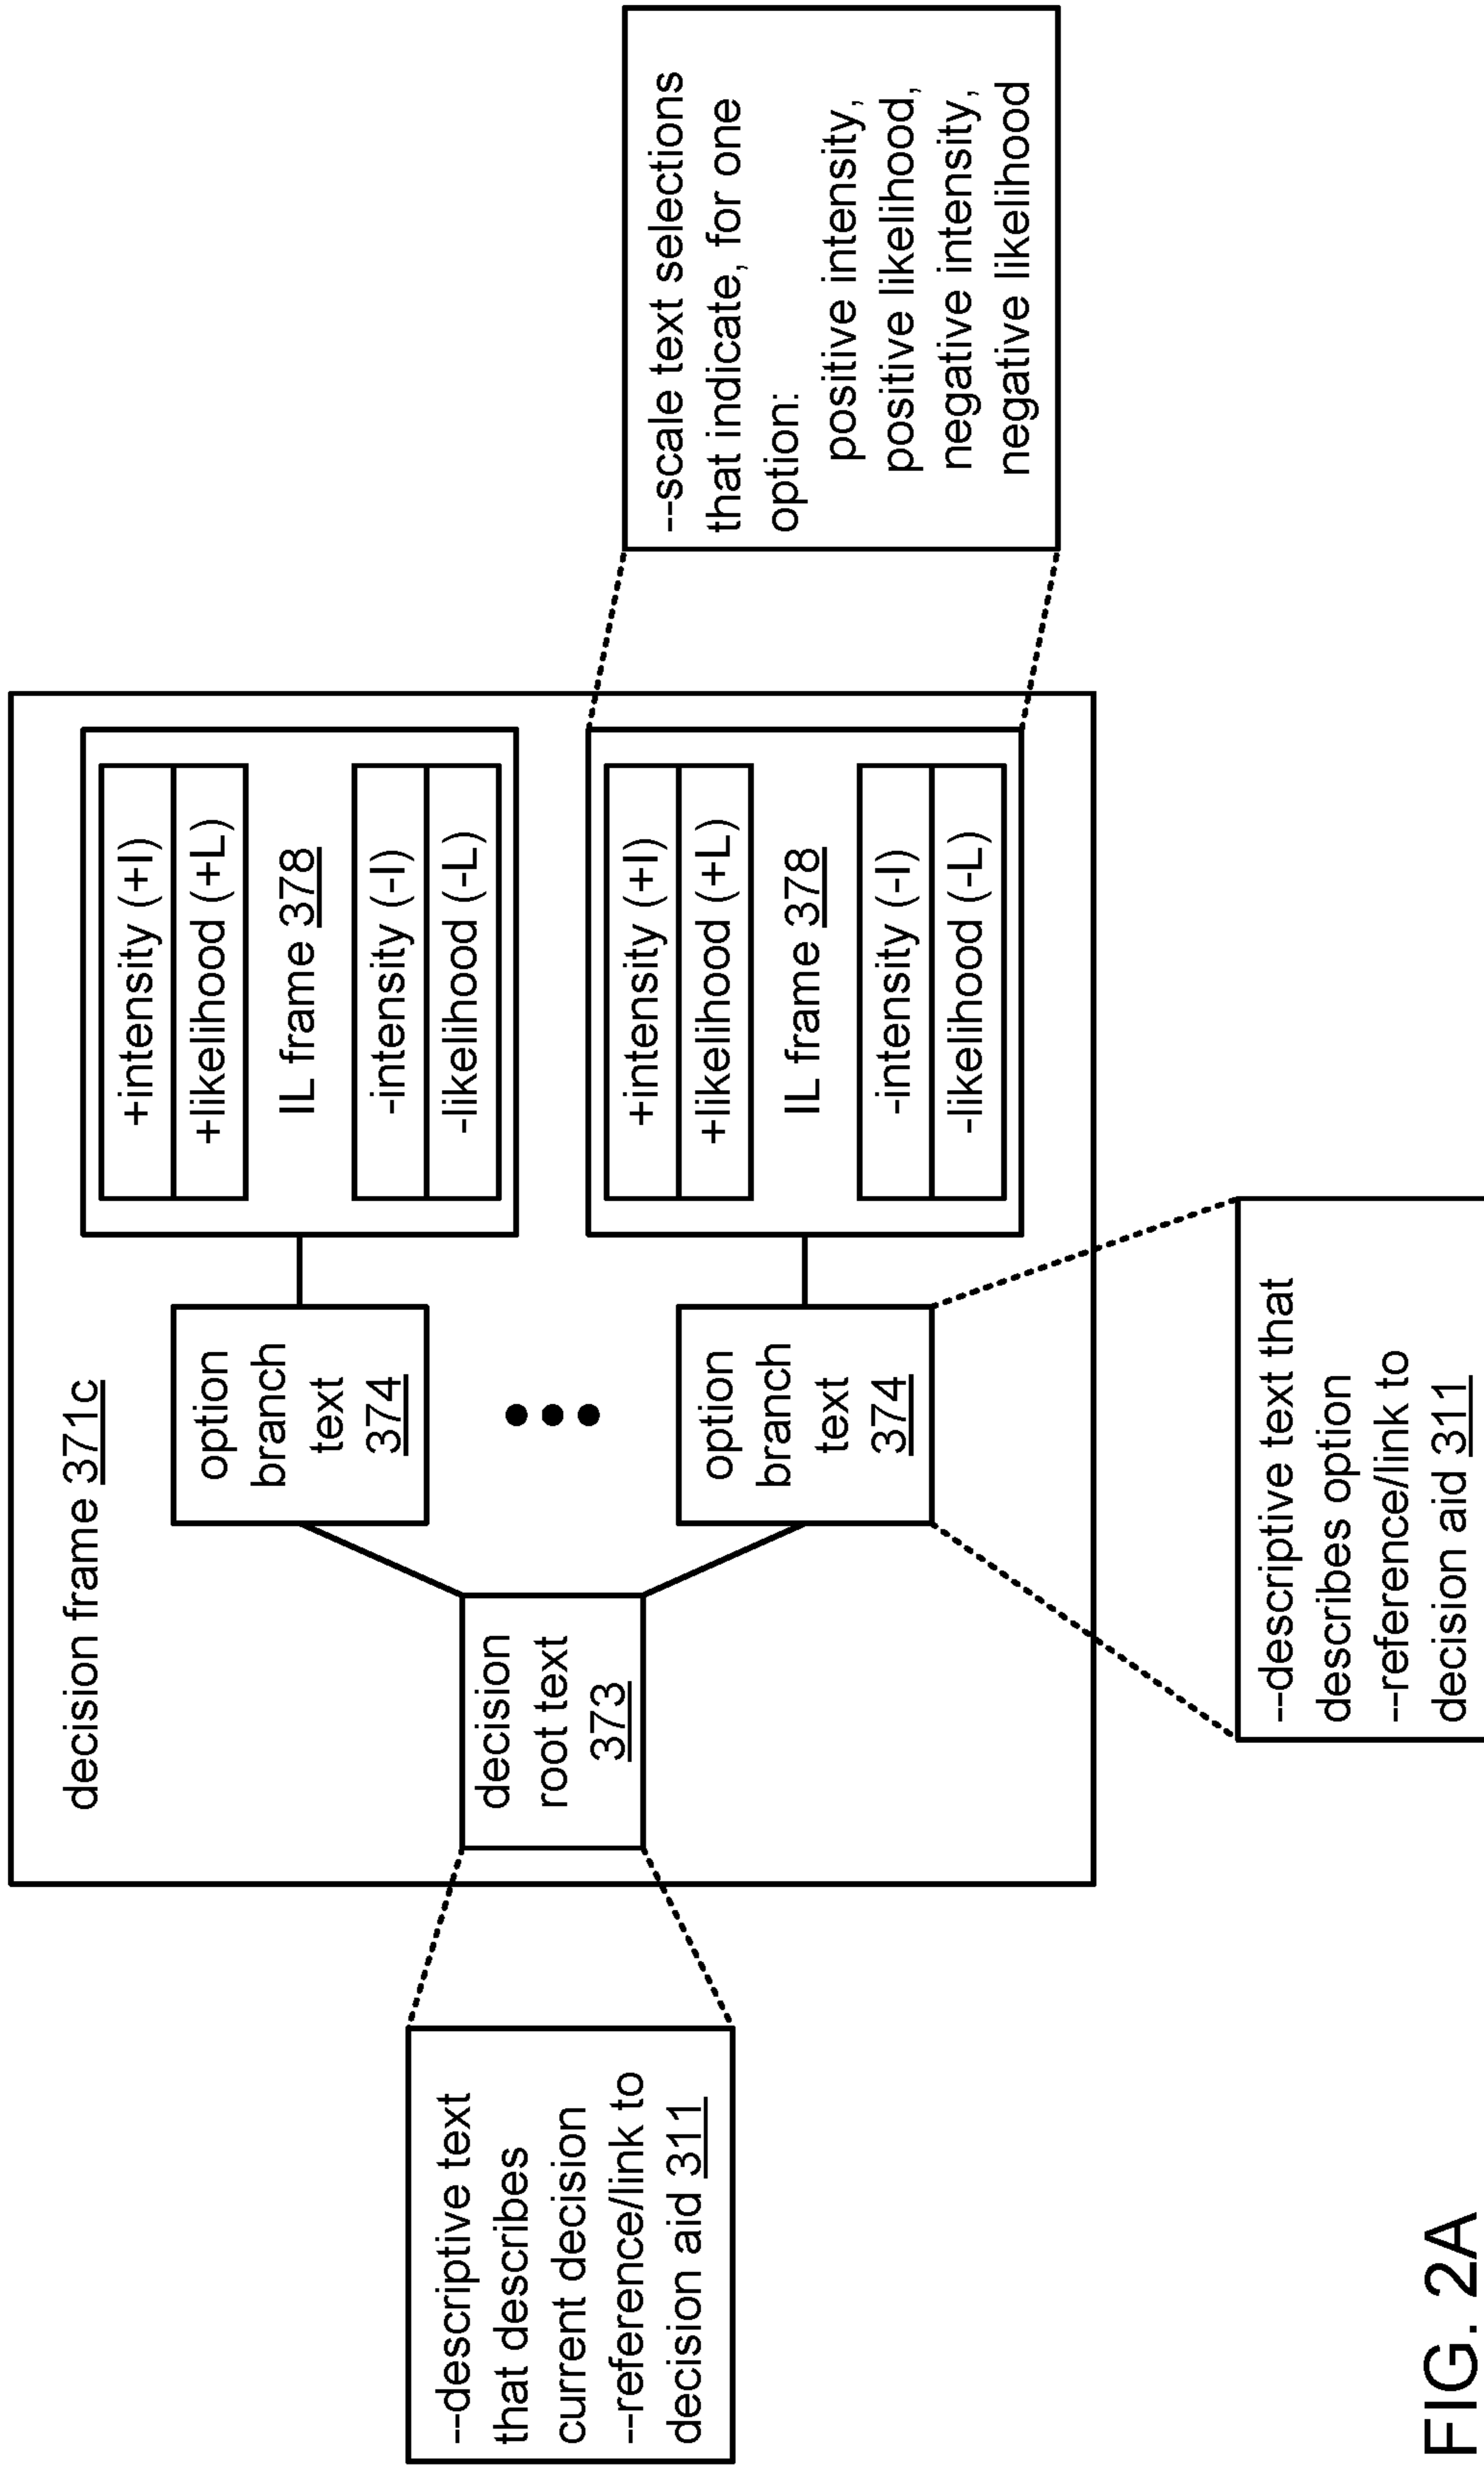 decision frame 371c
--descriptive text
that describes
current decision
--reference/link to
decision aid 311
decision
root text
373
option
branch
text
374
+intensity (+I)
+likelihood (+L)
IL frame 378
-intensity (-I)
-likelihood (-L)
option
branch
text
374
+intensity (+I)
+likelihood (+L)
IL frame 378
-intensity (-I)
-likelihood (-L)
--scale text selections
that indicate, for one
option:
positive intensity,
positive likelihood,
negative intensity,
negative likelihood
--descriptive text that
describes option
--reference/link to
decision aid 311
FIG. 2A